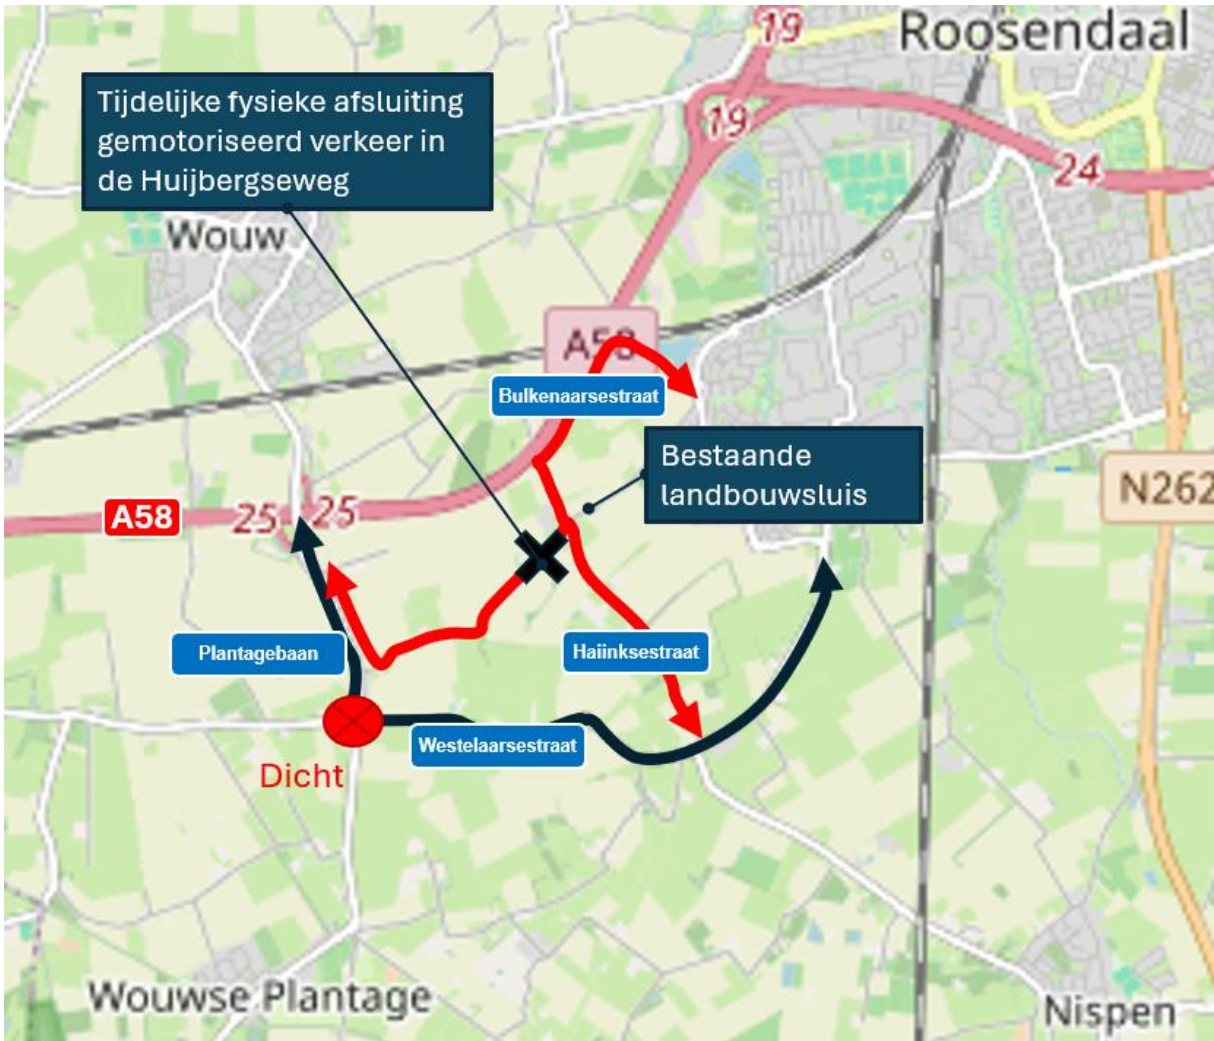 19
Roosendaal
Tijdelijke fysieke afsluiting
gemotoriseerd verkeer in
de Huijbergseweg
19
24
Wouw
A58
Bulkenaarsestraat
Bestaande
landbouwsluis
N262
A58
25
25
Plantagebaan
Haiinksestraat
Westelaarsestraat
Dicht
Wouwse Plantage
Nispen